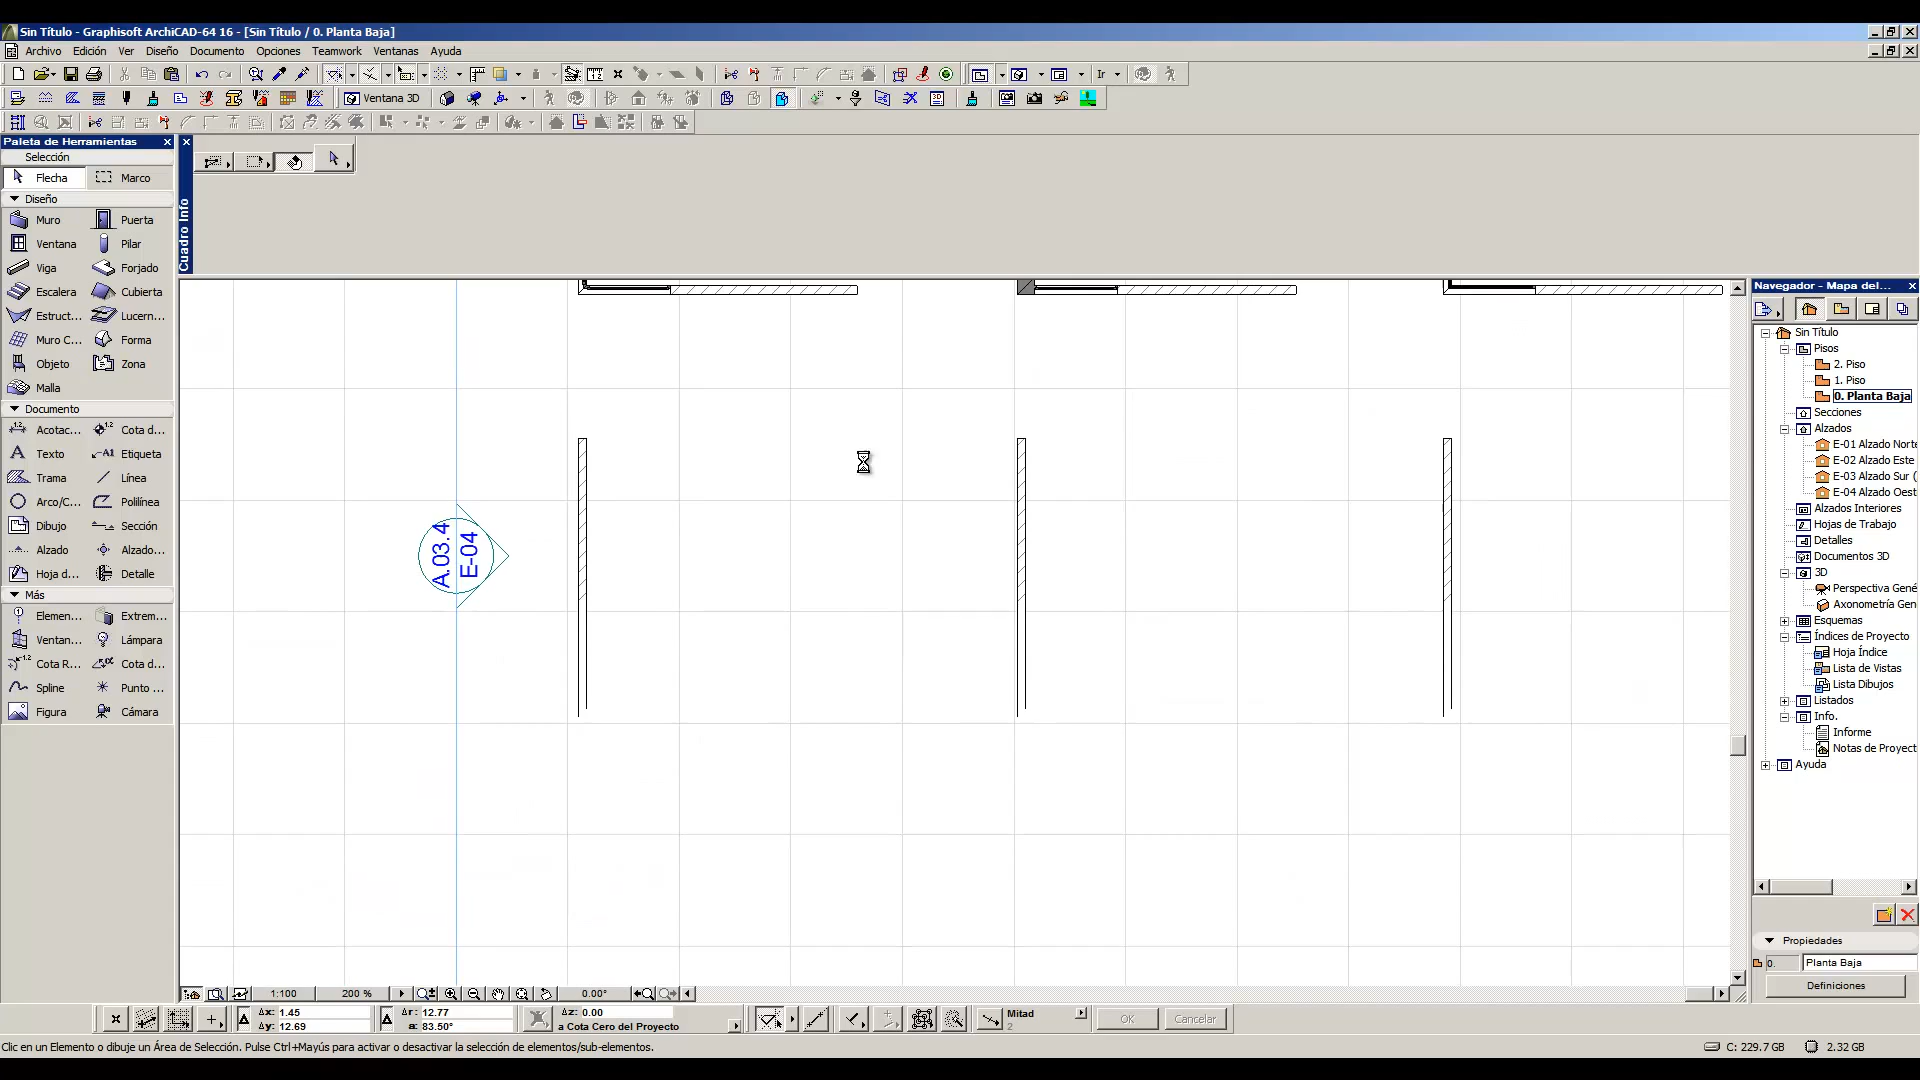 Sin Título - Graphisoft ArchiCAD-64 16 - [Sin Título / 0. Planta Baja]
Archivo Edición Ver Diseño Documento Opciones Teamwork Ventanas Ayuda
Ir
Ventana 3D
Paleta de Herramientas
Selección
Flecha Marco
Diseño
Muro Puerta
Ventana Pilar
Viga Forjado
Escalera Cubierta
Estruct... Lucern...
Muro C... Forma
Objeto Zona
Malla
Documento
Acotac... Cota d...
Texto Etiqueta
Trama Línea
Arco/C... Polilínea
Dibujo Sección
Alzado Alzado...
Hoja d... Detalle
Más
Elemen... Extrem...
Ventan... Lámpara
Cota R... Cota d...
Spline Punto ...
Figura Cámara
Cuadro Info
A.03.4
E-04
Navegador - Mapa del...
Sin Título
Pisos
2. Piso
1. Piso
0. Planta Baja
Secciones
Alzados
E-01 Alzado Norte
E-02 Alzado Este
E-03 Alzado Sur (
E-04 Alzado Oest
Alzados Interiores
Hojas de Trabajo
Detalles
Documentos 3D
3D
Perspectiva Gené
Axonometría Gen
Esquemas
Índices de Proyecto
Hoja Índice
Lista de Vistas
Lista Dibujos
Listados
Info.
Informe
Notas de Proyect
Ayuda
Propiedades
0. Planta Baja
Definiciones
1:100 200 % 0.00°
Δx: 1.45
Δy: 12.69
Δr: 12.77
a: 83.50°
Δz: 0.00
a Cota Cero del Proyecto
Mitad
2
OK Cancelar
Clic en un Elemento o dibuje un Área de Selección. Pulse Ctrl+Mayús para activar o desactivar la selección de elementos/sub-elementos.
C: 229.7 GB 2.32 GB